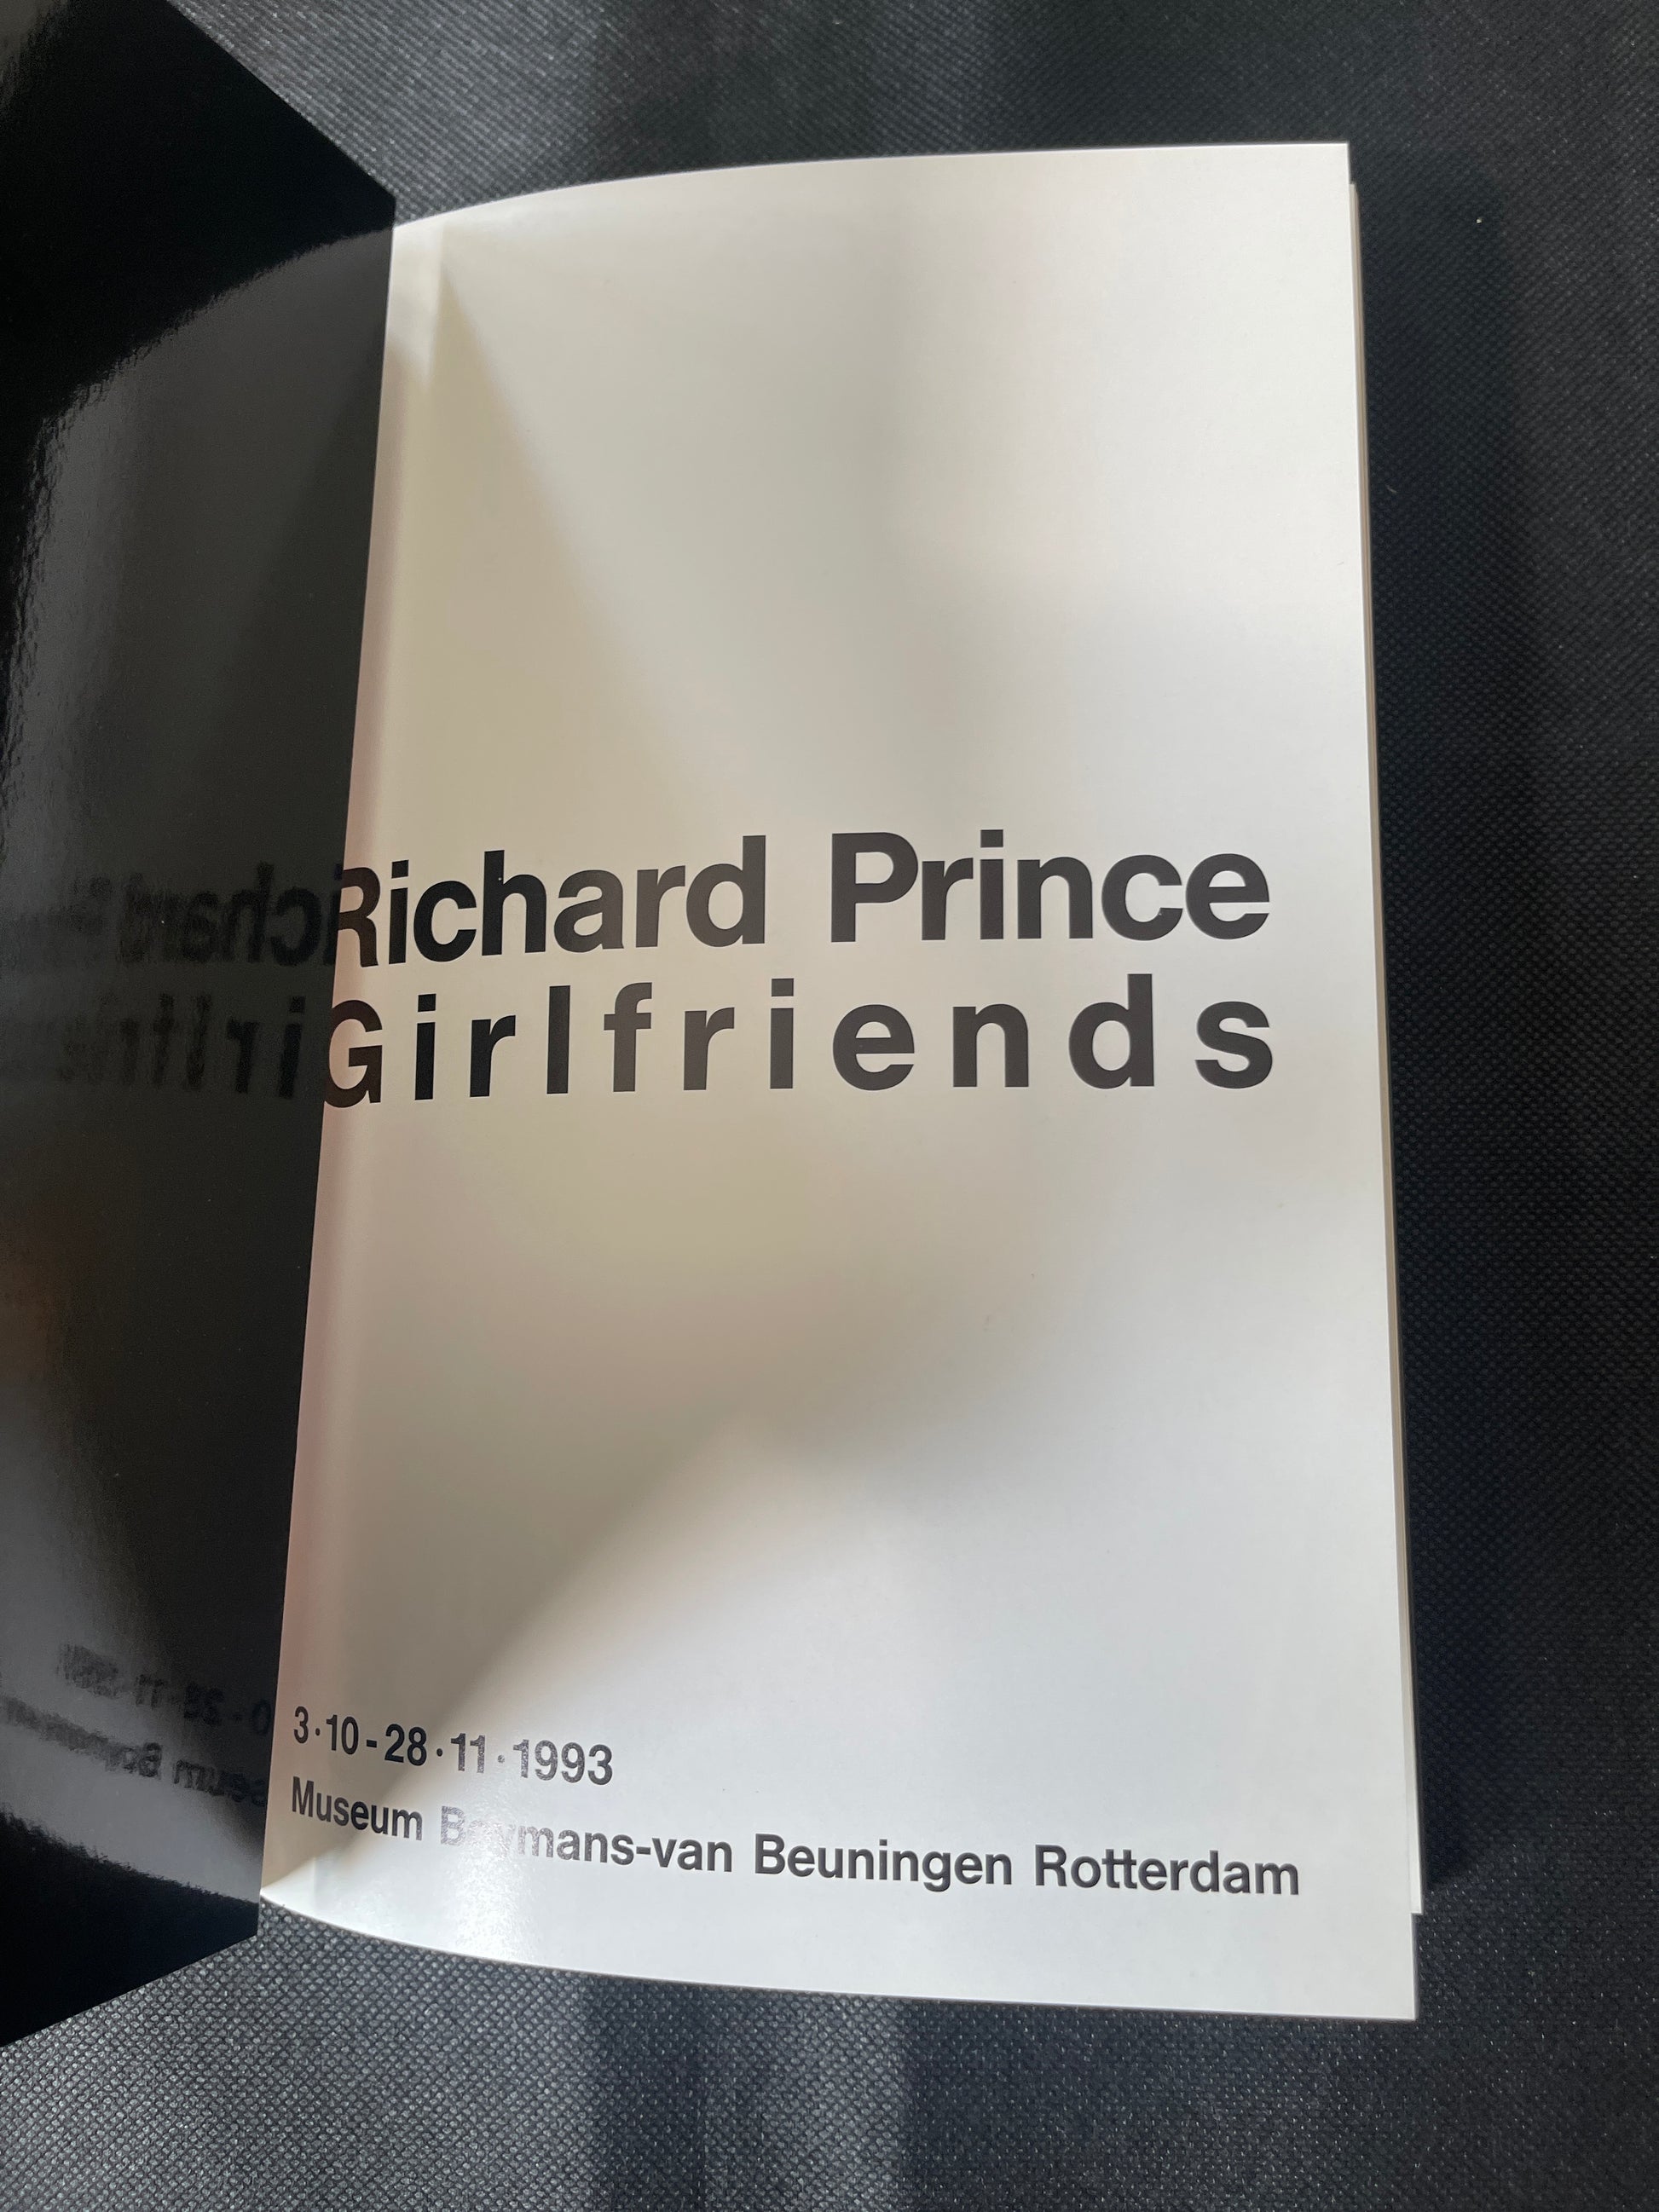 Richard Prince
Girlfriends
3·10-28·11·1993
Museum Boymans-van Beuningen Rotterdam